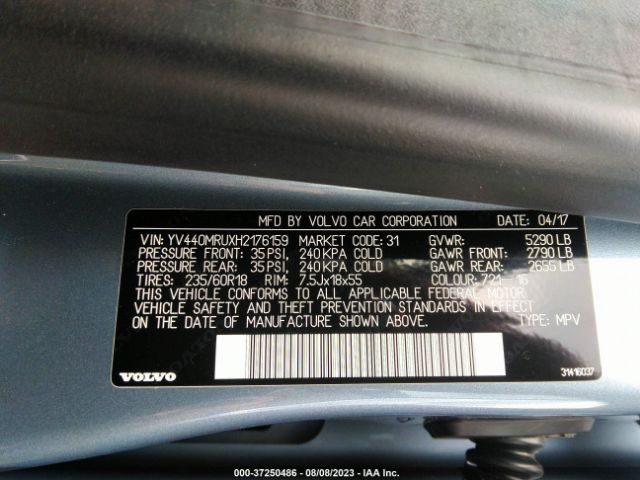 MFD BY VOLVO CAR CORPORATION DATE: 04/17
VIN: YV440MRUXH2176159 MARKET CODE: 31 GVWR: 5290 LB
PRESSURE FRONT: 35 PSI, 240 KPA COLD GAWR FRONT: 2790 LB
PRESSURE REAR: 35 PSI, 240 KPA COLD GAWR REAR: 2655 LB
TIRES: 235/60R18 RIM: 7.5Jx18x55 COLOUR: 721 - 16
THIS VEHICLE CONFORMS TO ALL APPLICABLE FEDERAL MOTOR
VEHICLE SAFETY AND THEFT PREVENTION STANDARDS IN EFFECT
ON THE DATE OF MANUFACTURE SHOWN ABOVE. TYPE: MPV
VOLVO 31416037
000-37250486 - 08/08/2023 - IAA Inc.